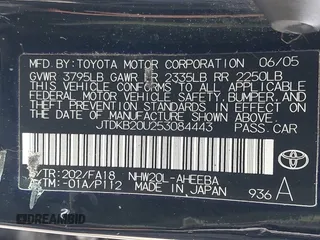 MFD.BY:TOYOTA MOTOR CORPORATION 06/05
GVWR 3795LB GAWR FR 2335LB RR 2250LB
THIS VEHICLE CONFORMS TO ALL APPLICABLE
FEDERAL MOTOR VEHICLE SAFETY, BUMPER,
AND THEFT PREVENTION STANDARDS IN EFFECT ON
THE DATE OF MANUFACTURE SHOWN ABOVE.
JTDKB20U253084443
PASS.CAR
C/TR:202/FA18 NHW20L-AHEEBA
A/TM:-01A/P112 MADE IN JAPAN
TOYOTA
936 A
DREAMBID